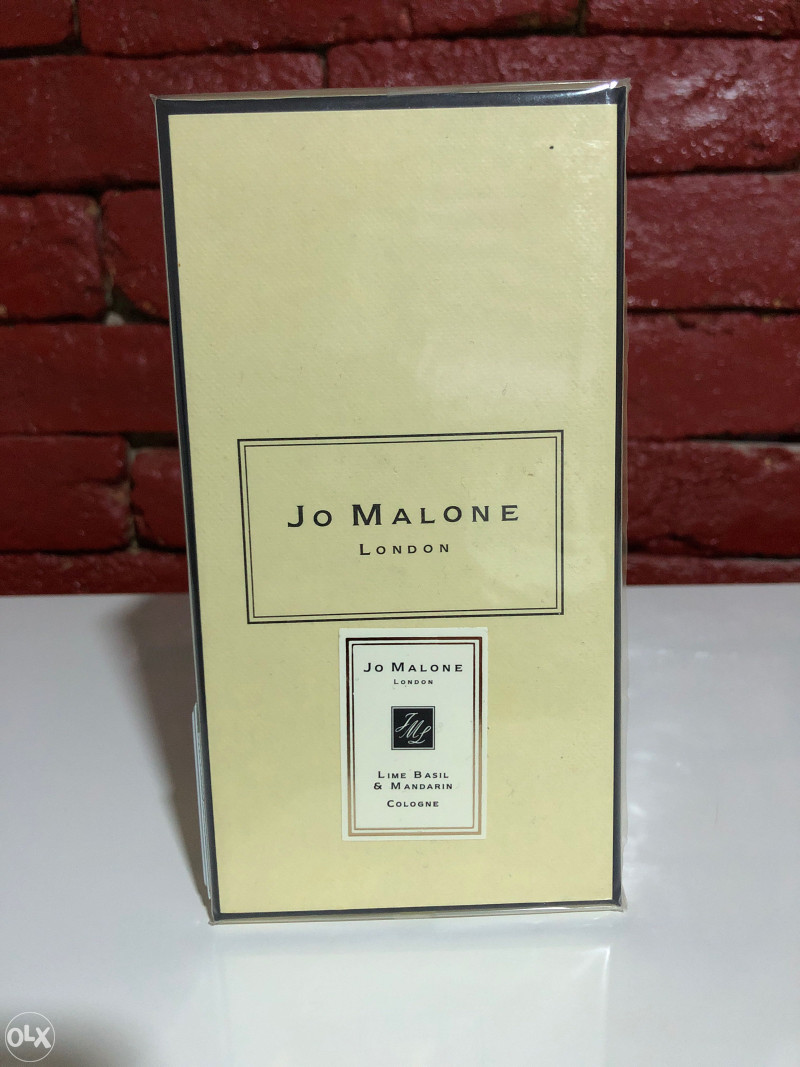 Jo Malone
London
Jo Malone
London
JML
Lime Basil
& Mandarin
Cologne
OLX